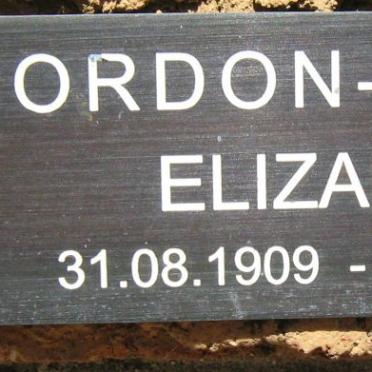 ORDON-
ELIZA
31.08.1909 -